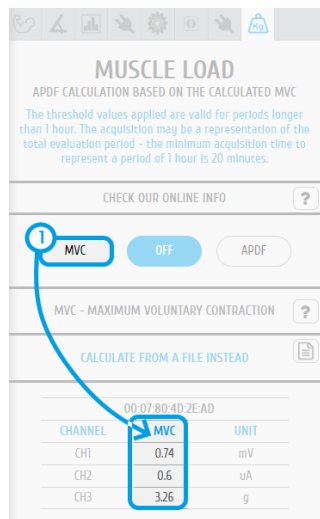 Kg
MUSCLE LOAD
APDF CALCULATION BASED ON THE CALCULATED MVC
The threshold values applied are valid for periods longer
than 1 hour. The acquisition may be a representation of the
total evaluation period - the minimum acquisition time to
represent a period of 1 hour is 20 minutes.
CHECK OUR ONLINE INFO ?
1
MVC OFF APDF
MVC - MAXIMUM VOLUNTARY CONTRACTION ?
CALCULATE FROM A FILE INSTEAD
00:07:80:4D:2E:AD
CHANNEL MVC UNIT
CH1 0.74 mV
CH2 0.6 uA
CH3 3.26 g